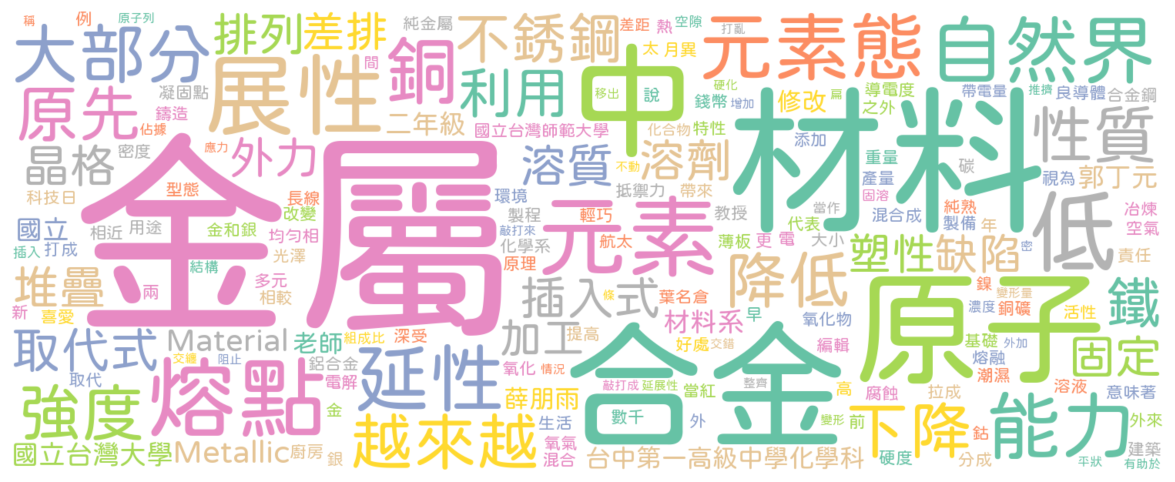 稱
例
原子列
大部分
排列
差排
純金屬
銅
不銹鋼
差距
熱
空隙
打亂
元素態
自然界
太
月異
原先
展性
間
凝固點
鑄造
佔據
利用
中
移出
說
錢幣
硬化
增加
修改
篇
導電度
之外
帶電量
推擠
良導體
合金鋼
二年級
國立台灣師範大學
化合物
特性
材料
性質
晶格
密度
應力
外力
溶質
不動
溶劑
添加
重量
碳
產量
固溶
視為
郭丁元
科技日
型態
金屬
長線
環境
抵禦力
帶來
當作
混合成
純熟
製備
年
冶煉
空氣
國立
打成
相近
用途
金和銀
改變
均勻相
製程
輕巧
敲打來
元素
教授
代表
低
插入
結構
光澤
化學系
航太
原理
薄板
更
電
大小
塑性
缺陷
密
責任
堆疊
多元
相較
兩
條
插入式
葉名倉
降低
早
原子
鎳
變形量
濃度
銅礦
活性
鐵
新
喜愛
取代式
Material
老師
組成比
深受
加工
提高
材料系
氧化物
好處
交錯
編輯
基礎
外加
熔融
固定
交纏
阻止
取代
鋁合金
電解
延性
氧化
情況
合金
整齊
潮濕
溶液
意味著
強度
熔點
金
薛朋雨
敲打成
延展性
當紅
高
腐蝕
拉成
數千
外
變形
前
下降
鈷
能力
外來
國立台灣大學
Metallic
廚房
銀
越來越
生活
氧氣
混合
台中第一高級中學化學科
硬度
分成
平狀
建築
有助於